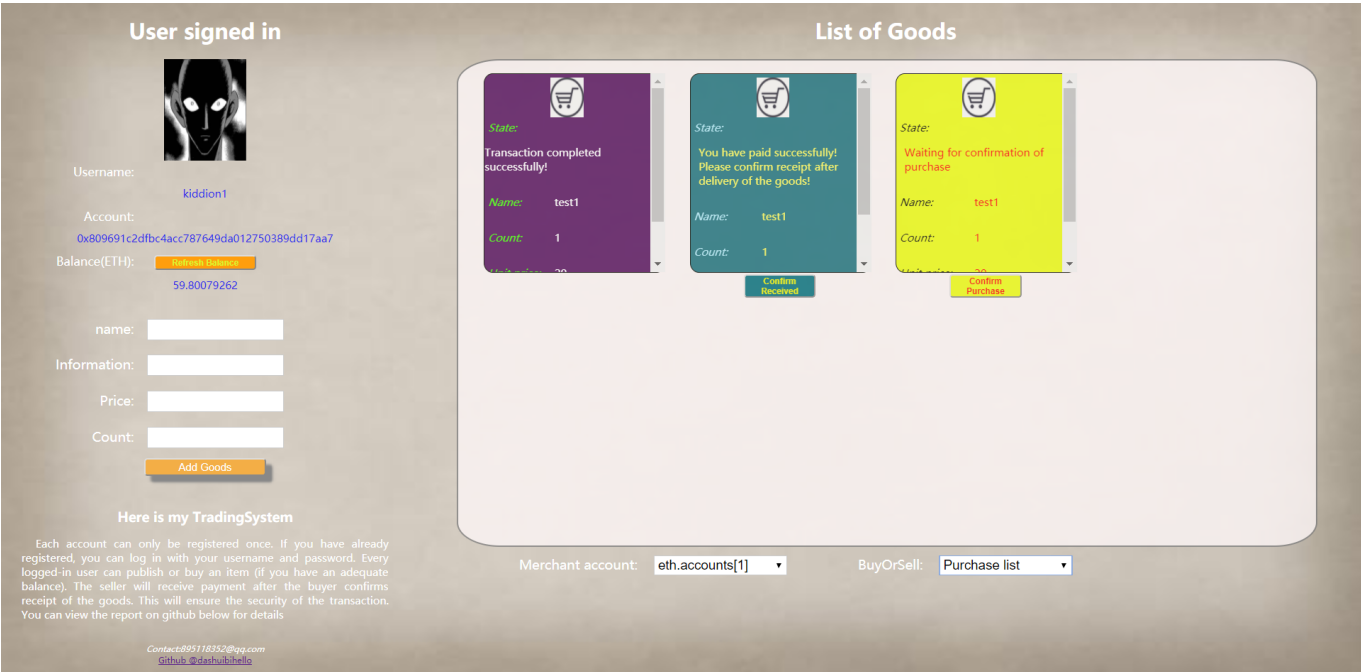 User signed in
Username:
kiddion1
Account:
0x809691c2dfbc4acc787649da012750389dd17aa7
Balance(ETH):
Refresh Balance
59.80079262
name:
Information:
Price:
Count:
Add Goods
Here is my TradingSystem
Each account can only be registered once. If you have already
registered, you can log in with your username and password. Every
logged-in user can publish or buy an item (if you have an adequate
balance). The seller will receive payment after the buyer confirms
receipt of the goods. This will ensure the security of the transaction.
You can view the report on github below for details
Contact:895118352@qq.com
Github @dashuibihello
List of Goods
State:
Transaction completed
successfully!
Name: test1
Count: 1
Unit price: 20
State:
You have paid successfully!
Please confirm receipt after
delivery of the goods!
Name: test1
Count: 1
Confirm
Received
State:
Waiting for confirmation of
purchase
Name: test1
Count: 1
Unit price: 20
Confirm
Purchase
Merchant account: eth.accounts[1]
BuyOrSell: Purchase list